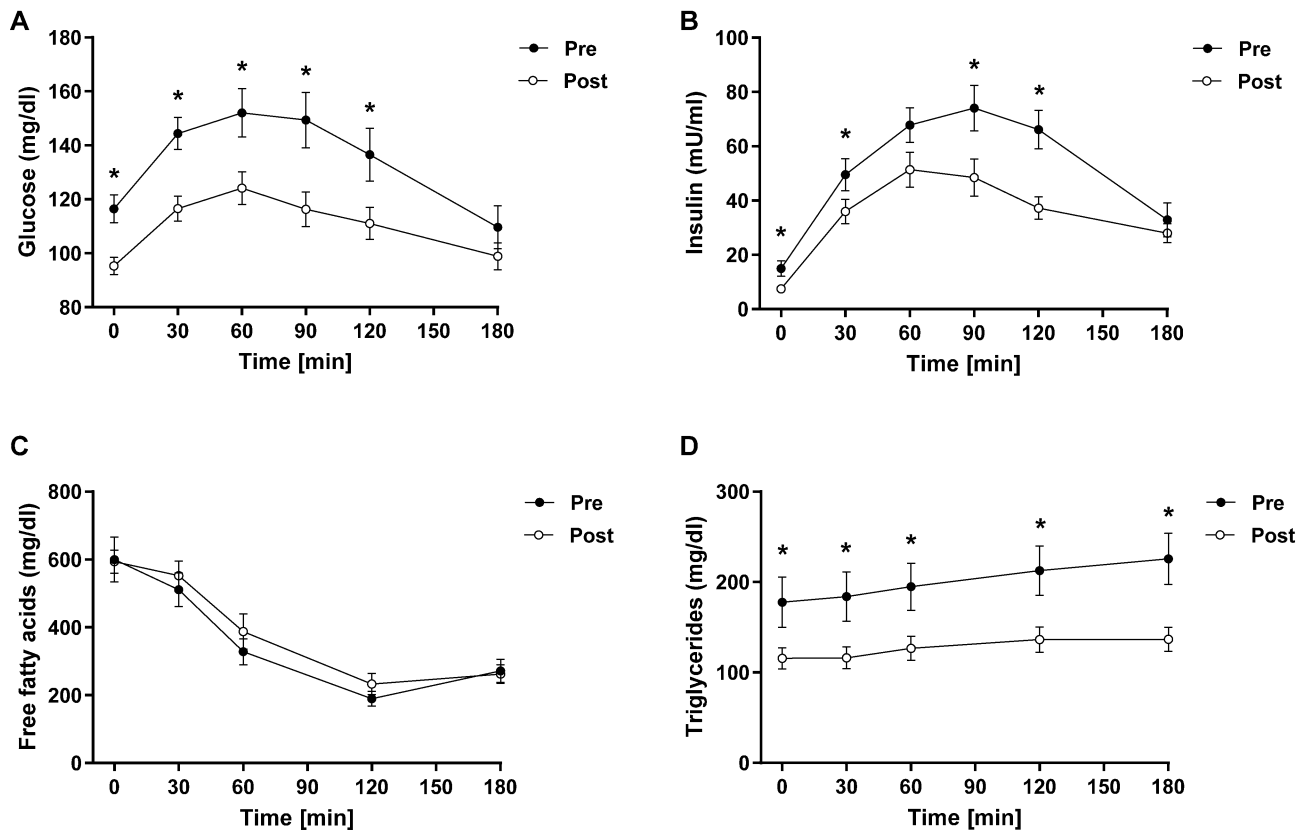 A
Glucose (mg/dl)
180
160
140
120
100
80
*
*
*
*
*
Pre
Post
0 30 60 90 120 150 180
Time [min]
B
Insulin (mU/ml)
100
80
60
40
20
0
*
*
*
*
Pre
Post
0 30 60 90 120 150 180
Time [min]
C
Free fatty acids (mg/dl)
800
600
400
200
0
Pre
Post
0 30 60 90 120 150 180
Time [min]
D
Triglycerides (mg/dl)
300
200
100
0
*
*
*
*
*
Pre
Post
0 30 60 90 120 150 180
Time [min]